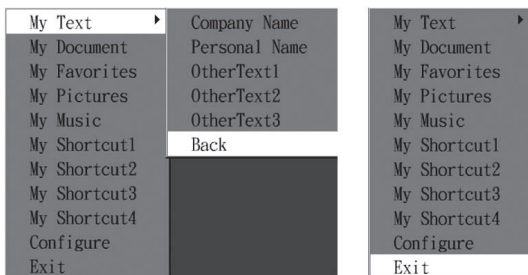 My Text
My Document
My Favorites
My Pictures
My Music
My Shortcut1
My Shortcut2
My Shortcut3
My Shortcut4
Configure
Exit
Company Name
Personal Name
OtherText1
OtherText2
OtherText3
Back
My Text
My Document
My Favorites
My Pictures
My Music
My Shortcut1
My Shortcut2
My Shortcut3
My Shortcut4
Configure
Exit